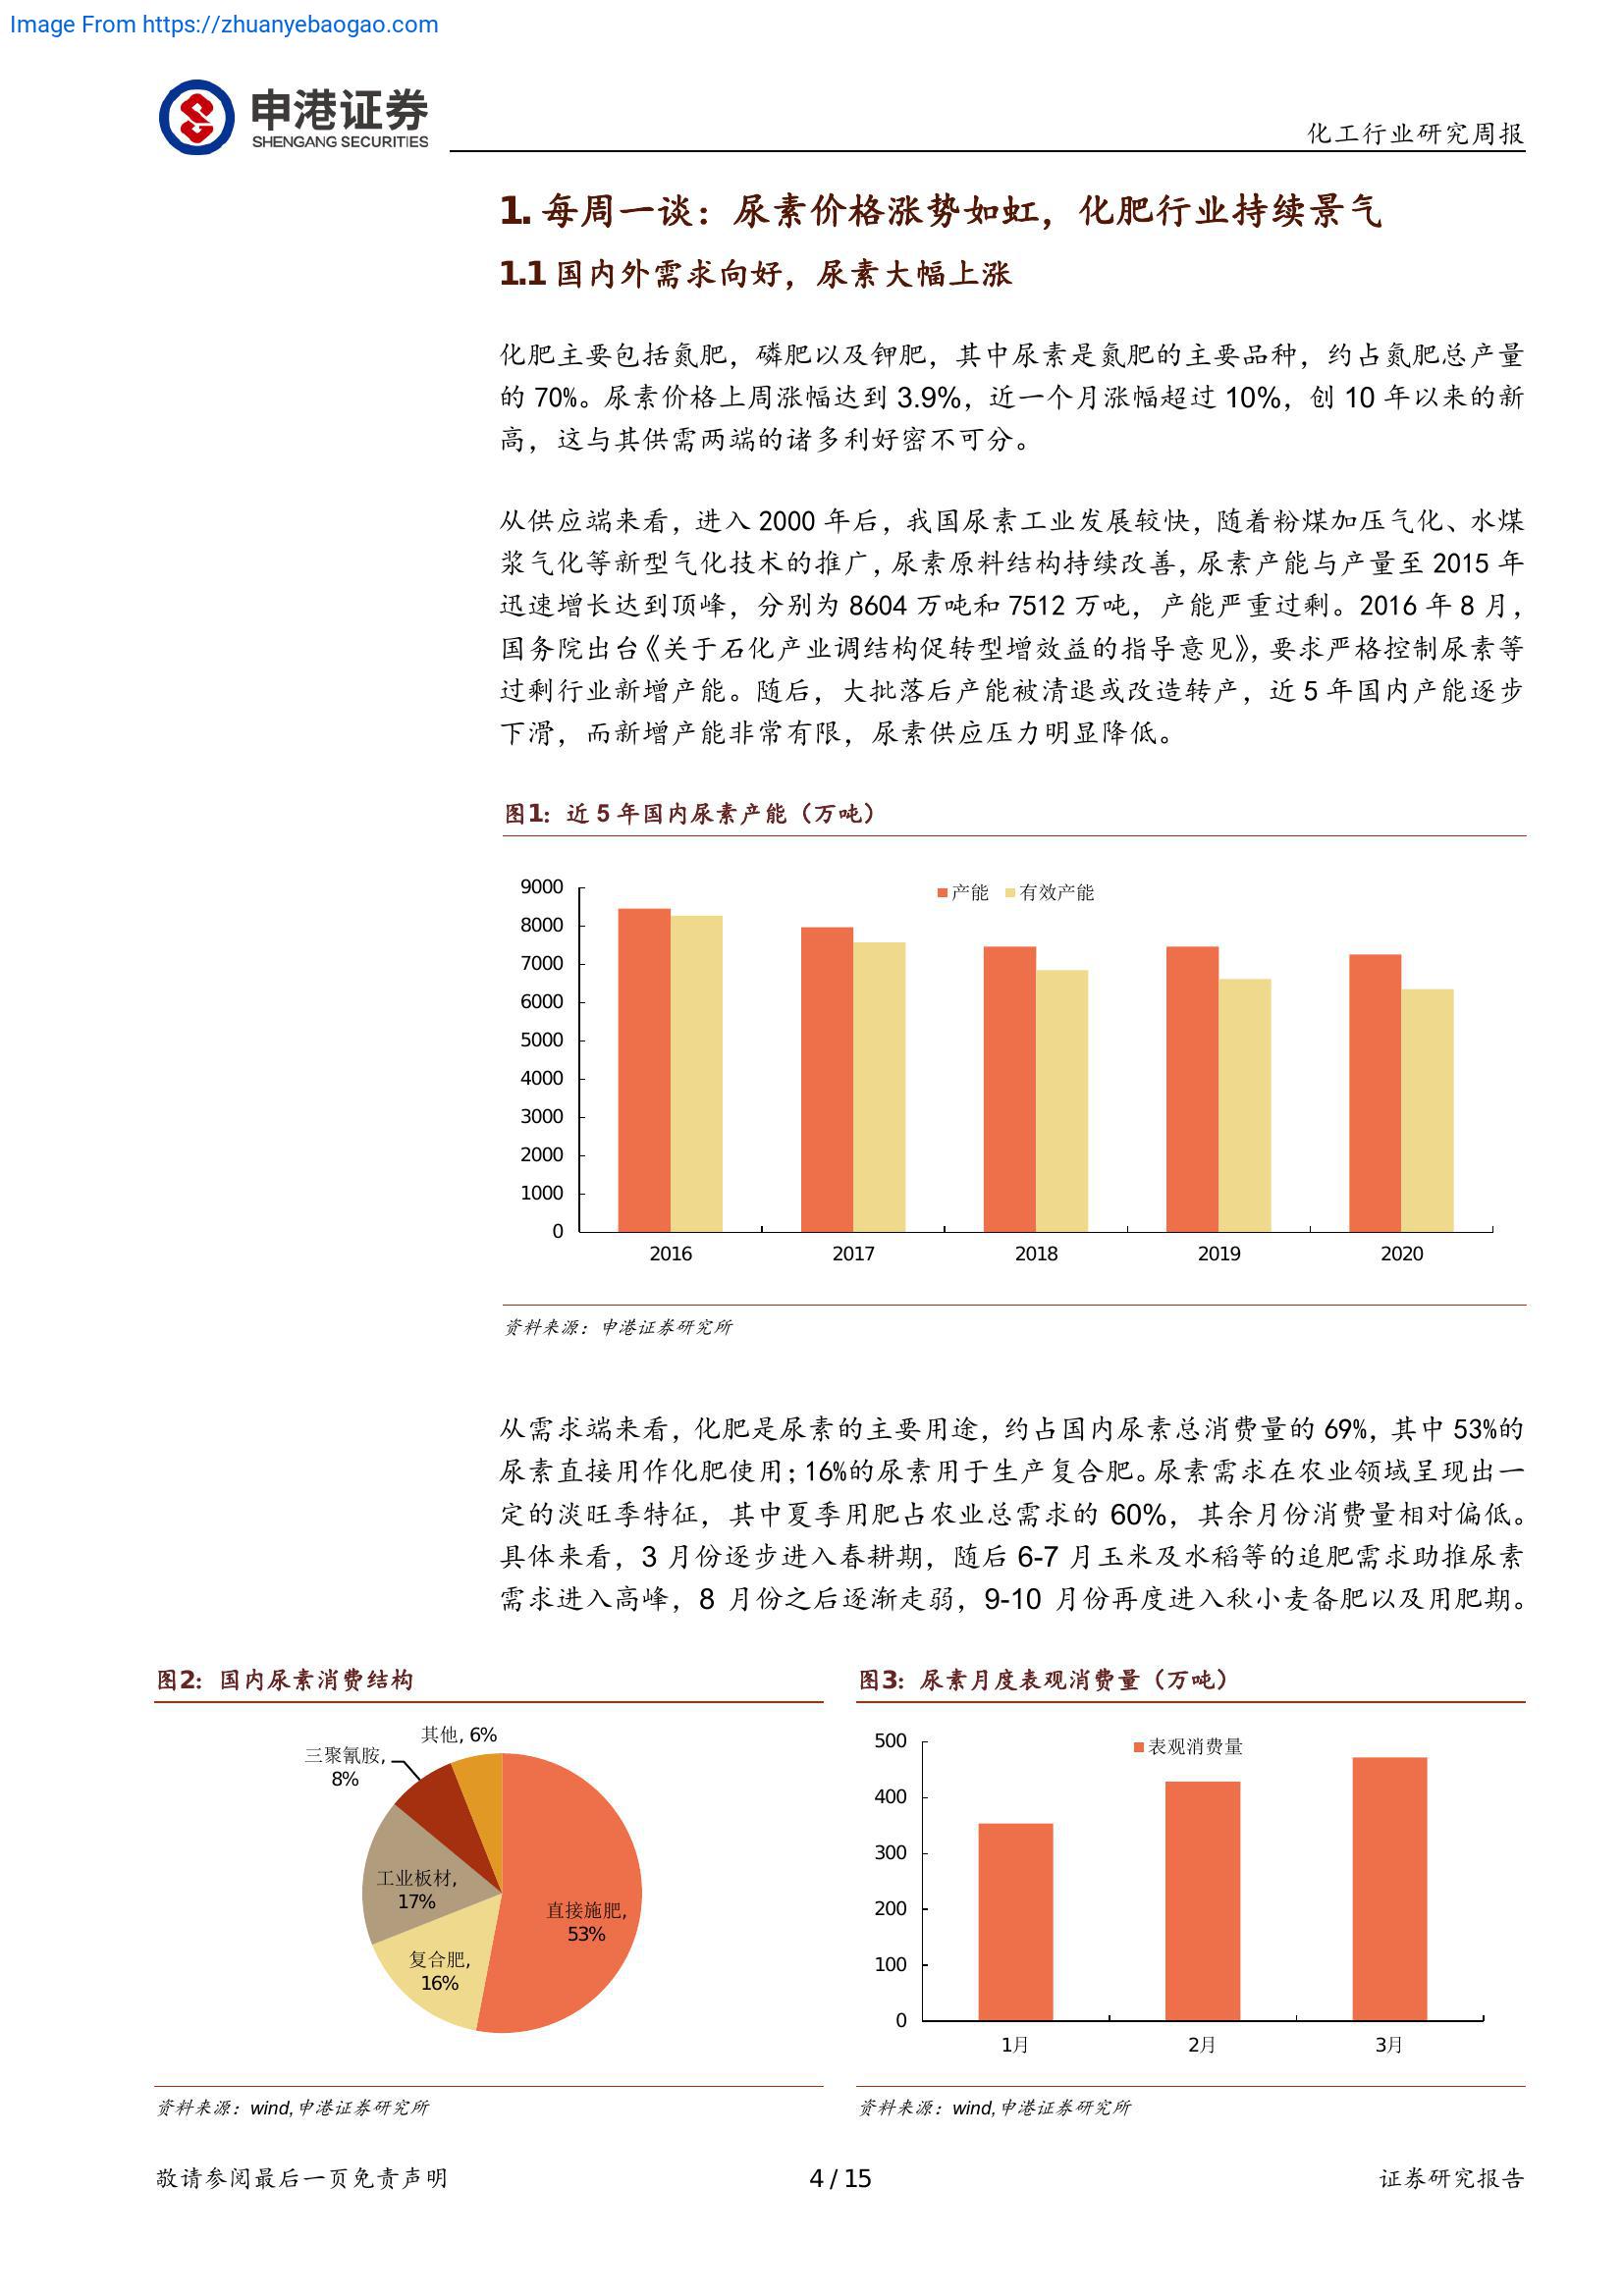 Image From https://zhuanyebaogao.com
申港证券
SHENGANG SECURITIES
化工行业研究周报
1. 每周一谈：尿素价格涨势如虹，化肥行业持续景气
1.1 国内外需求向好，尿素大幅上涨
化肥主要包括氮肥，磷肥以及钾肥，其中尿素是氮肥的主要品种，约占氮肥总产量
的 70%。尿素价格上周涨幅达到 3.9%，近一个月涨幅超过 10%，创 10 年以来的新
高，这与其供需两端的诸多利好密不可分。
从供应端来看，进入 2000 年后，我国尿素工业发展较快，随着粉煤加压气化、水煤
浆气化等新型气化技术的推广，尿素原料结构持续改善，尿素产能与产量至 2015 年
迅速增长达到顶峰，分别为 8604 万吨和 7512 万吨，产能严重过剩。2016 年 8 月，
国务院出台《关于石化产业调结构促转型增效益的指导意见》，要求严格控制尿素等
过剩行业新增产能。随后，大批落后产能被清退或改造转产，近 5 年国内产能逐步
下滑，而新增产能非常有限，尿素供应压力明显降低。
图1：近 5 年国内尿素产能（万吨）
产能 有效产能
9000
8000
7000
6000
5000
4000
3000
2000
1000
0
2016 2017 2018 2019 2020
资料来源：申港证券研究所
从需求端来看，化肥是尿素的主要用途，约占国内尿素总消费量的 69%，其中 53%的
尿素直接用作化肥使用；16%的尿素用于生产复合肥。尿素需求在农业领域呈现出一
定的淡旺季特征，其中夏季用肥占农业总需求的 60%，其余月份消费量相对偏低。
具体来看，3 月份逐步进入春耕期，随后 6-7 月玉米及水稻等的追肥需求助推尿素
需求进入高峰，8 月份之后逐渐走弱，9-10 月份再度进入秋小麦备肥以及用肥期。
图2：国内尿素消费结构
其他, 6%
三聚氰胺,
8%
工业板材,
17%
直接施肥,
53%
复合肥,
16%
资料来源：wind,申港证券研究所
图3：尿素月度表观消费量（万吨）
表观消费量
500
400
300
200
100
0
1月 2月 3月
资料来源：wind,申港证券研究所
敬请参阅最后一页免责声明
4 / 15
证券研究报告